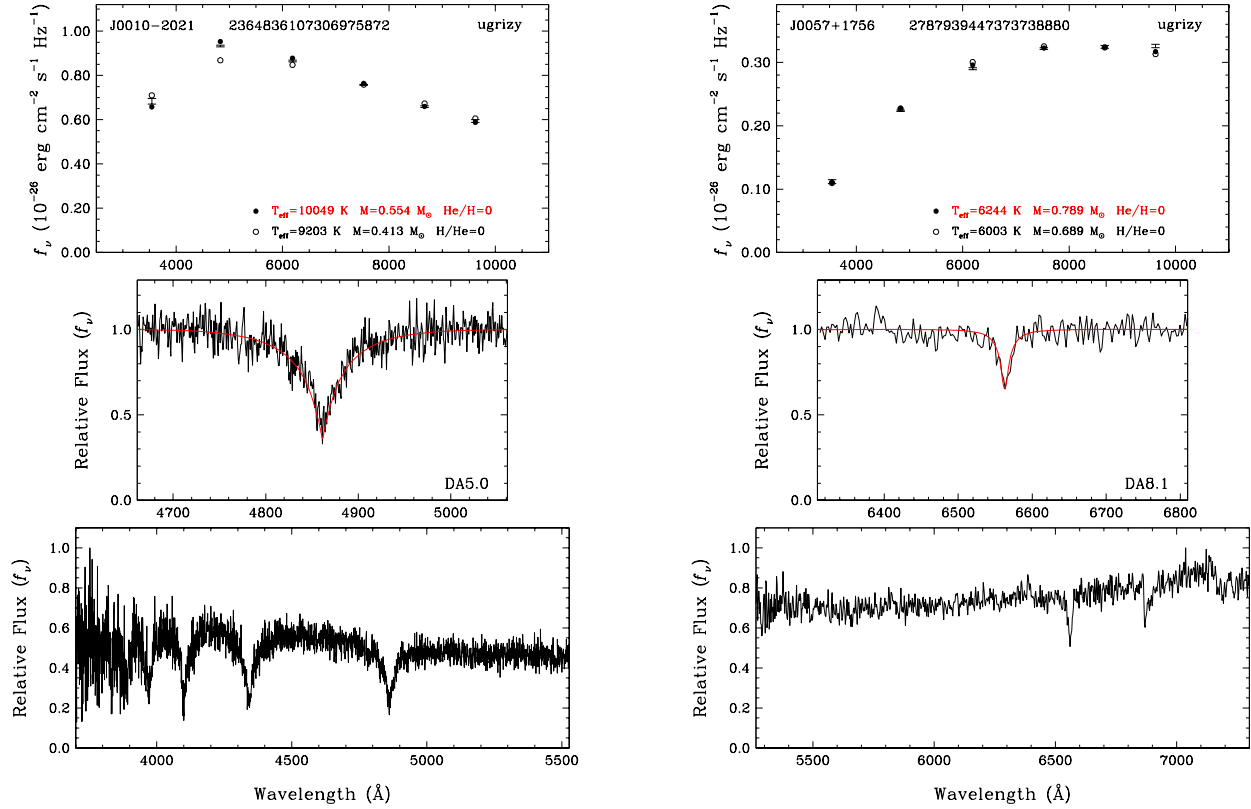 J0010−2021 2364836107306975872 ugrizy
1.00
0.80
0.60
0.40
0.20
0.00
f_ν (10⁻²⁶ erg cm⁻² s⁻¹ Hz⁻¹)
T_eff=10049 K M=0.554 M_⊙ He/H=0
T_eff=9203 K M=0.413 M_⊙ H/He=0
4000 6000 8000 10000
J0057+1756 2787939447373738880 ugrizy
0.30
0.20
0.10
0.00
f_ν (10⁻²⁶ erg cm⁻² s⁻¹ Hz⁻¹)
T_eff=6244 K M=0.789 M_⊙ He/H=0
T_eff=6003 K M=0.689 M_⊙ H/He=0
4000 6000 8000 10000
1.0
0.5
0.0
Relative Flux (f_ν)
DA5.0
4700 4800 4900 5000
1.0
0.5
0.0
Relative Flux (f_ν)
DA8.1
6400 6500 6600 6700 6800
1.0
0.8
0.6
0.4
0.2
0.0
Relative Flux (f_ν)
4000 4500 5000 5500
Wavelength (Å)
1.0
0.8
0.6
0.4
0.2
0.0
Relative Flux (f_ν)
5500 6000 6500 7000
Wavelength (Å)